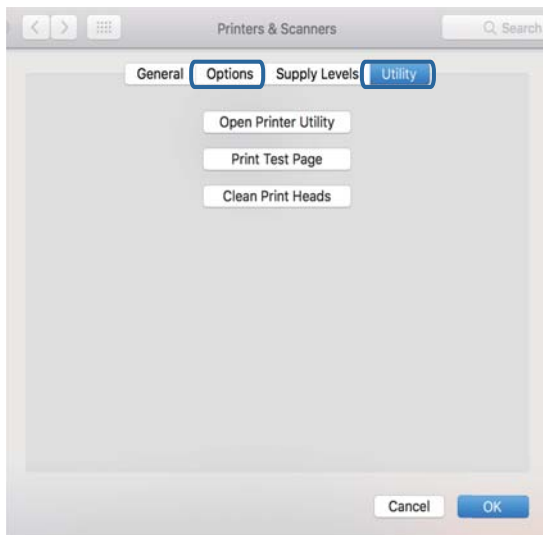 Printers & Scanners Search
General Options Supply Levels Utility
Open Printer Utility
Print Test Page
Clean Print Heads
Cancel OK